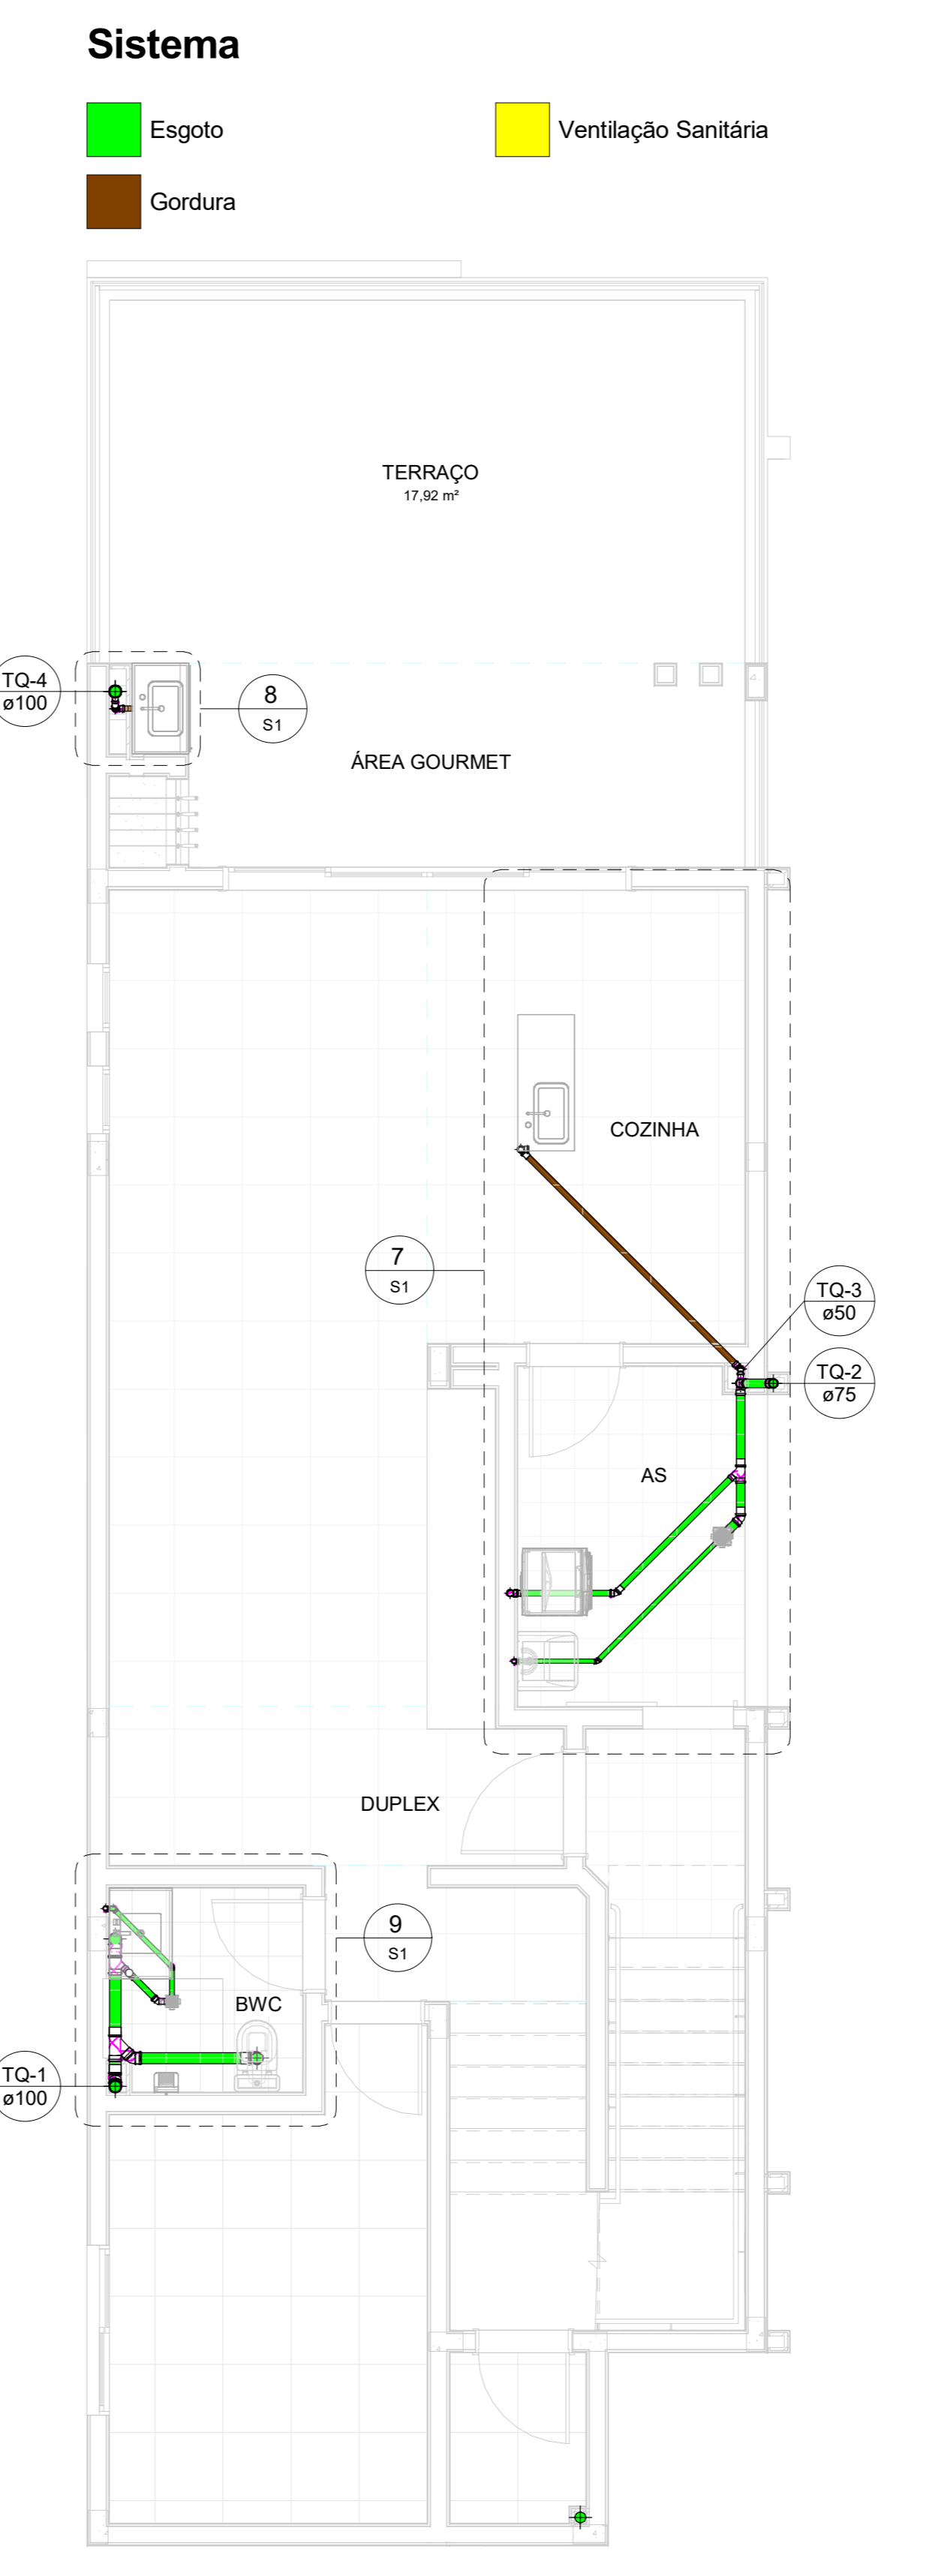 Sistema
Esgoto
Ventilação Sanitária
Gordura
TERRAÇO
17,92 m²
TQ-4
ø100
8
S1
ÁREA GOURMET
COZINHA
7
S1
TQ-3
ø50
TQ-2
ø75
AS
DUPLEX
9
S1
BWC
TQ-1
ø100